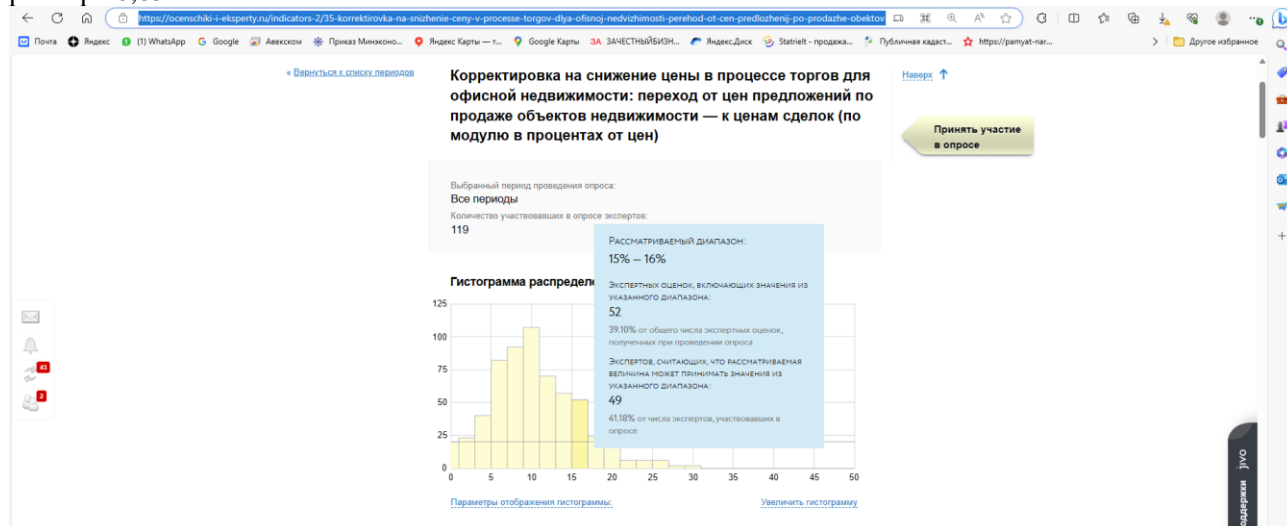 https://ocenschiki-i-eksperty.ru/indicators-2/35-korrektirovka-na-snizhenie-ceny-v-processe-torgov-dlya-ofisnoj-nedvizhimosti-perehod-ot-cen-predlozhenij-po-prodazhe-obektov
Почта Яндекс (1) WhatsApp Google Авекском Приказ Минэконо... Яндекс Карты — т... Google Карты ЗА ЗАЧЕСТНЫЙБИЗН... Яндекс.Диск Statrielt - продажа... Публичная кадаст... https://pamyat-nar... Другое избранное
« Вернуться к списку периодов
Наверх
Корректировка на снижение цены в процессе торгов для
офисной недвижимости: переход от цен предложений по
продаже объектов недвижимости — к ценам сделок (по
модулю в процентах от цен)
Принять участие
в опросе
Выбранный период проведения опроса:
Все периоды
Количество участвовавших в опросе экспертов:
119
Рассматриваемый диапазон:
15% — 16%
Гистограмма распредел
Экспертных оценок, включающих значения из
указанного диапазона:
52
39.10% от общего числа экспертных оценок,
полученных при проведении опроса
Экспертов, считающих, что рассматриваемая
величина может принимать значения из
указанного диапазона:
49
41.18% от числа экспертов, участвовавших в
опросе
125
100
75
50
25
0
0 5 10 15 20 25 30 35 40 45 50
Параметры отображения гистограммы:
Увеличить гистограмму
43
2
оддержки jivo